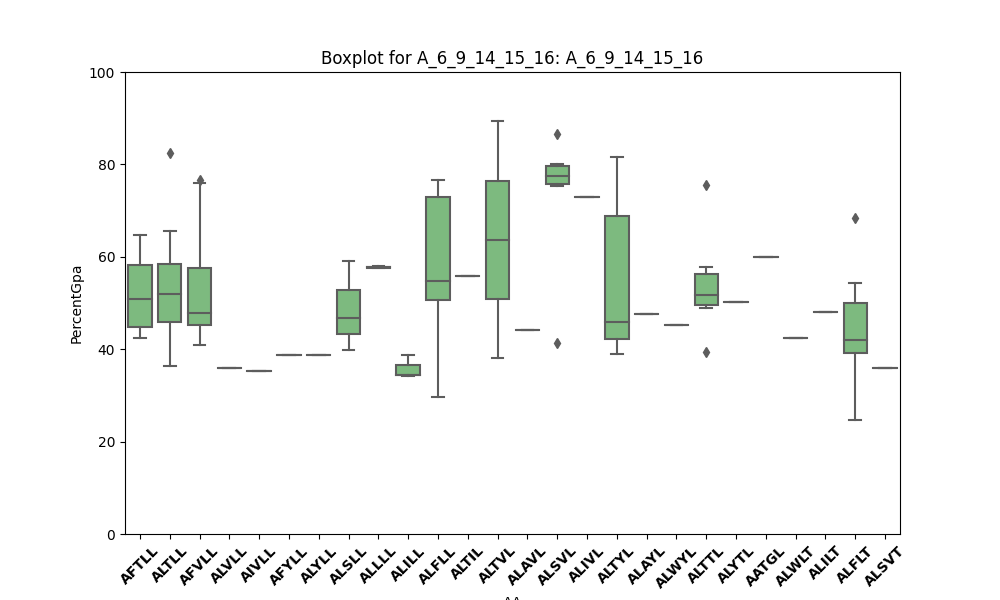 Boxplot for A_6_9_14_15_16: A_6_9_14_15_16
100
80
60
40
20
0
PercentGpa
AFTLL ALTLL AFVLL ALVLL AIVLL AFYLL ALYLL ALSLL ALLLL ALILL ALFLL ALTIL ALTVL ALAVL ALSVL ALIVL ALTYL ALAYL ALWYL ALTTL ALYTL AATGL ALWLT ALILT ALFLT ALSVT